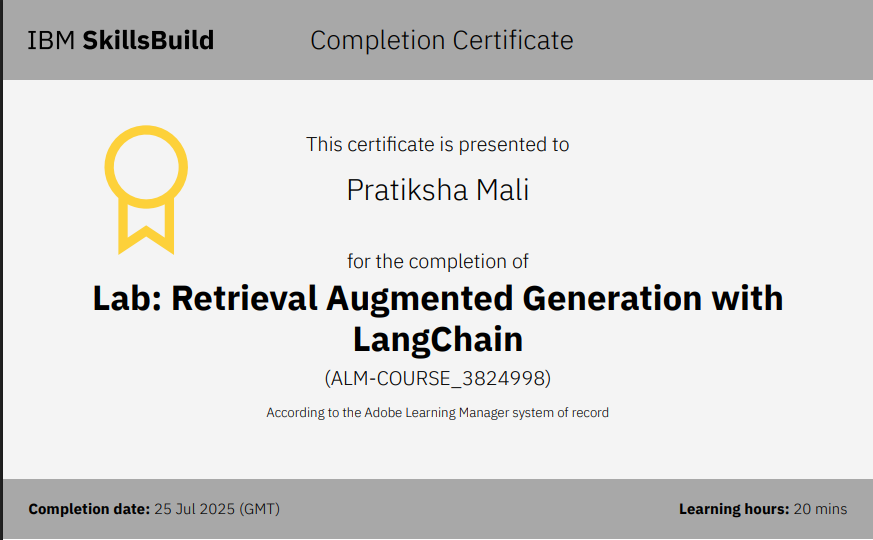 IBM SkillsBuild
Completion Certificate
This certificate is presented to
Pratiksha Mali
for the completion of
Lab: Retrieval Augmented Generation with
LangChain
(ALM-COURSE_3824998)
According to the Adobe Learning Manager system of record
Completion date: 25 Jul 2025 (GMT)
Learning hours: 20 mins